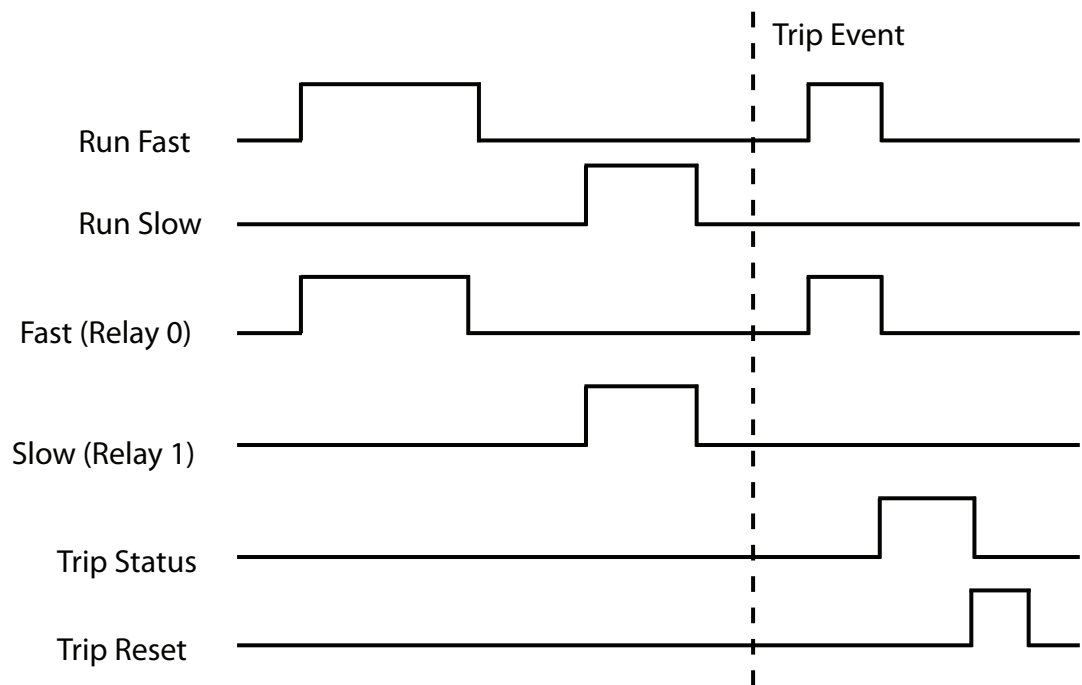 Trip Event
Run Fast
Run Slow
Fast (Relay 0)
Slow (Relay 1)
Trip Status
Trip Reset